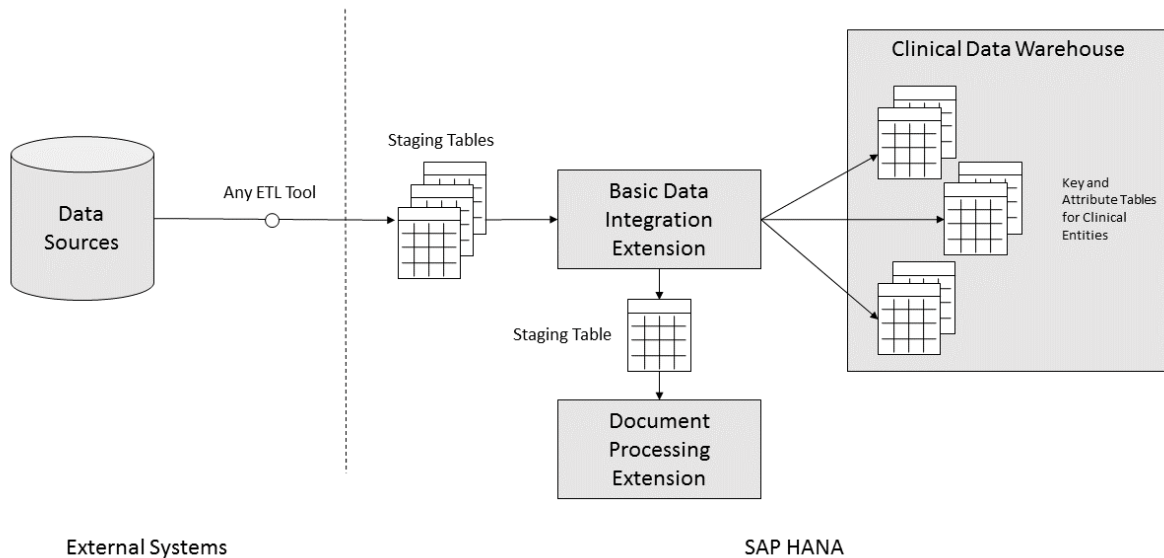 Data
Sources
Any ETL Tool
Staging Tables
Basic Data
Integration
Extension
Staging Table
Document
Processing
Extension
Clinical Data Warehouse
Key and
Attribute Tables
for Clinical
Entities
External Systems
SAP HANA